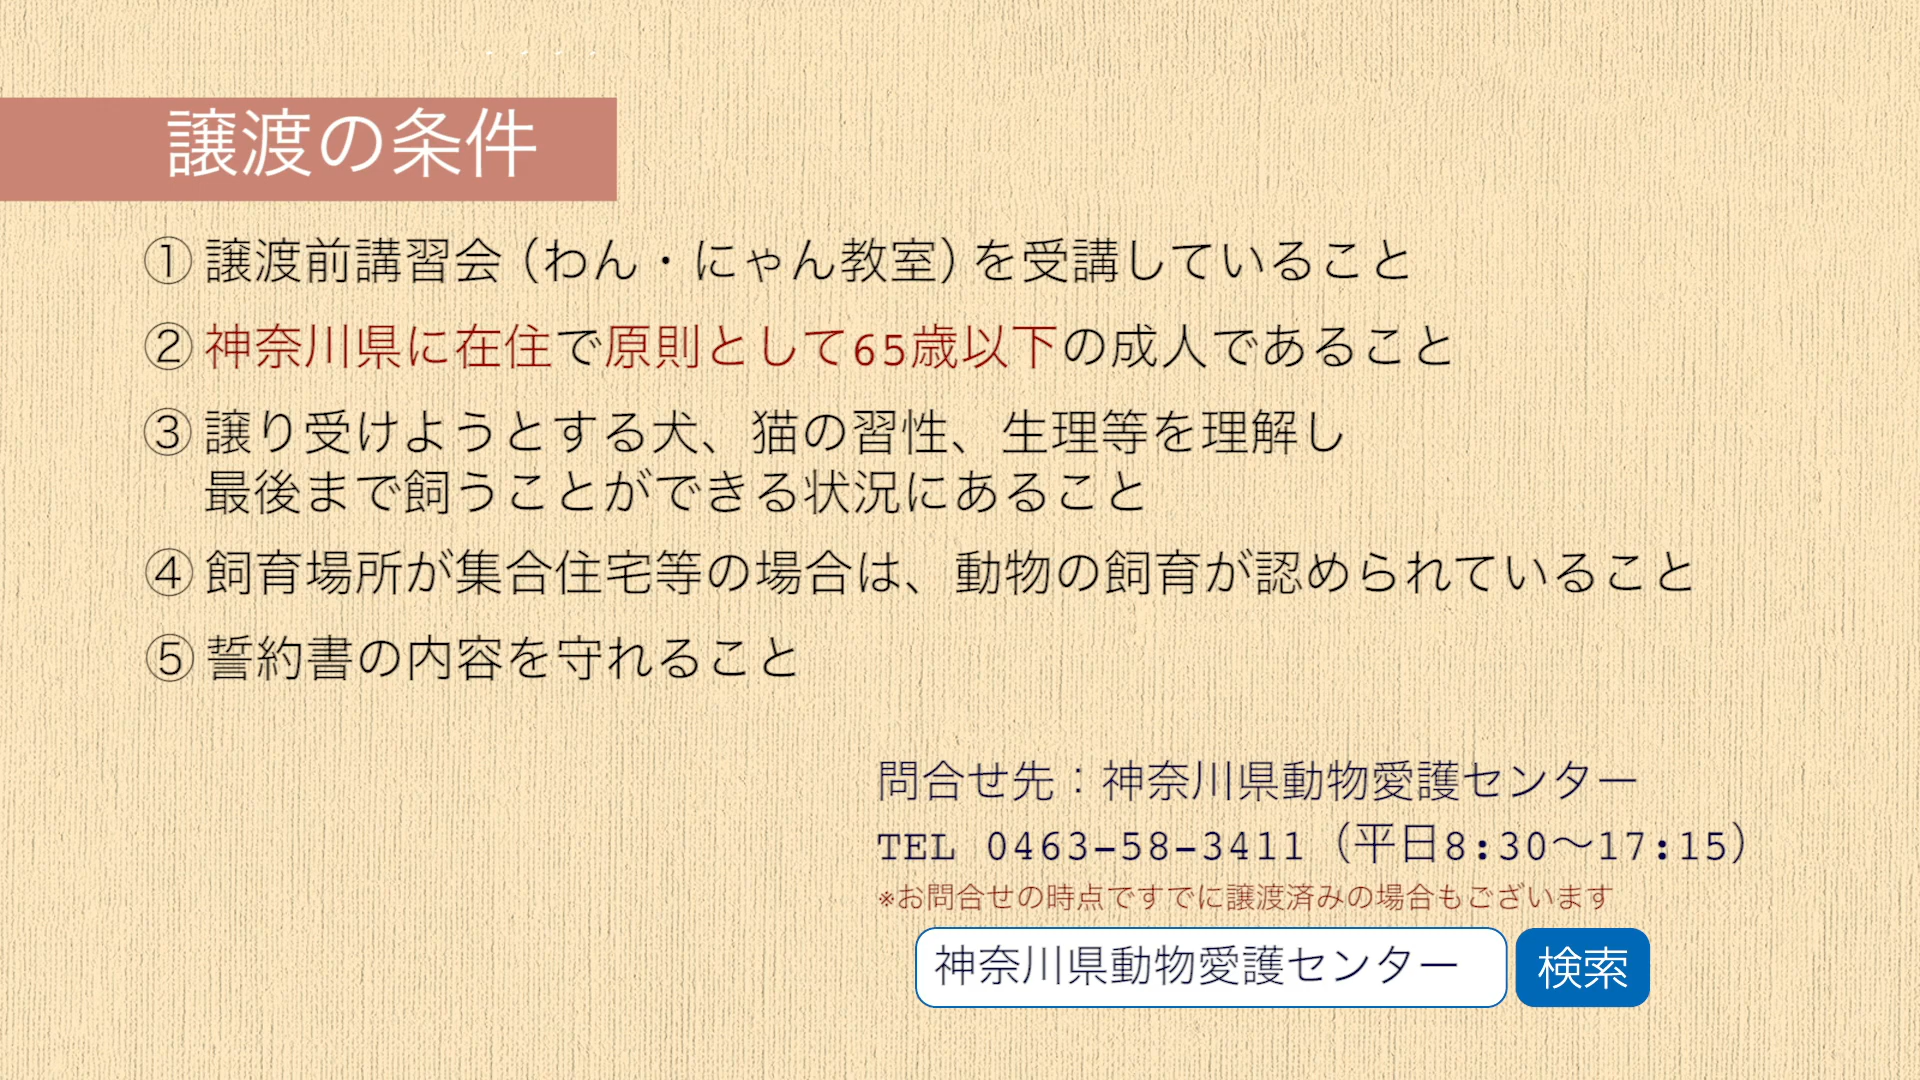 譲渡の条件
① 譲渡前講習会（わん・にゃん教室）を受講していること
② 神奈川県に在住で原則として65歳以下の成人であること
③ 譲り受けようとする犬、猫の習性、生理等を理解し
最後まで飼うことができる状況にあること
④ 飼育場所が集合住宅等の場合は、動物の飼育が認められていること
⑤ 誓約書の内容を守れること
問合せ先：神奈川県動物愛護センター
TEL 0463-58-3411（平日8:30〜17:15）
※お問合せの時点ですでに譲渡済みの場合もございます
神奈川県動物愛護センター 検索